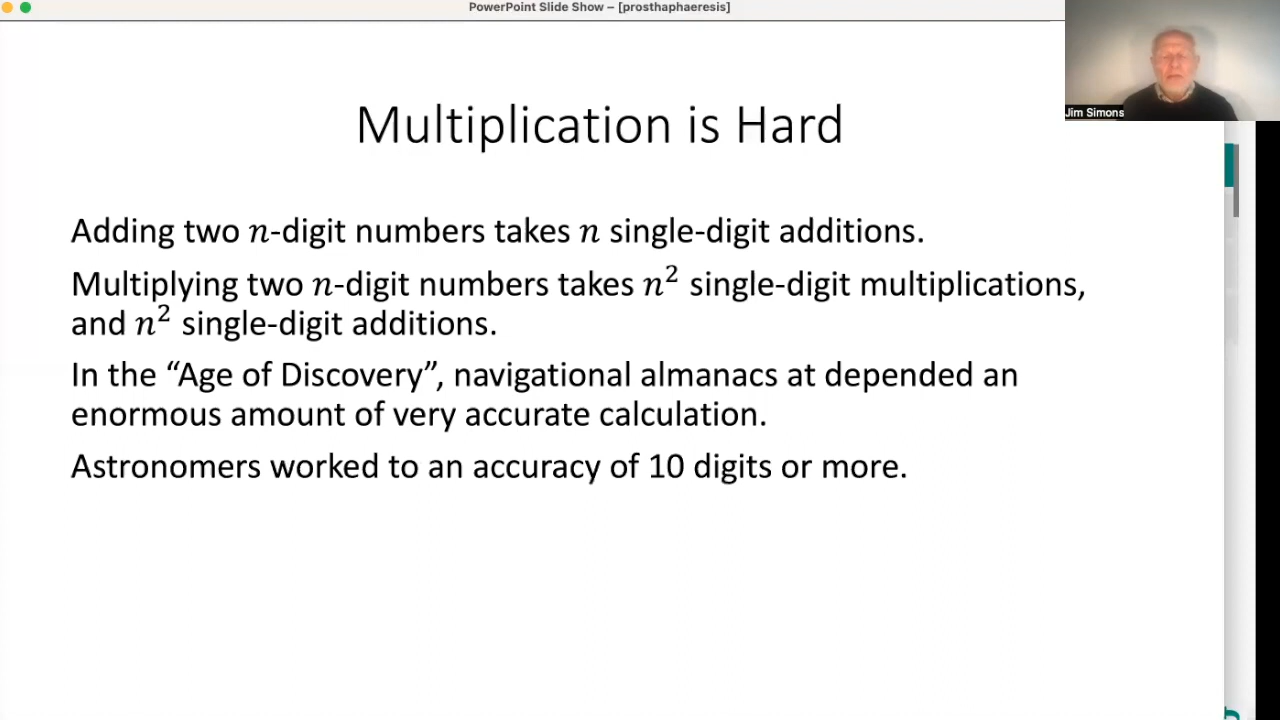 PowerPoint Slide Show – [prosthaphaeresis]
Jim Simons
Multiplication is Hard
Adding two n-digit numbers takes n single-digit additions.
Multiplying two n-digit numbers takes n² single-digit multiplications,
and n² single-digit additions.
In the “Age of Discovery”, navigational almanacs at depended an
enormous amount of very accurate calculation.
Astronomers worked to an accuracy of 10 digits or more.